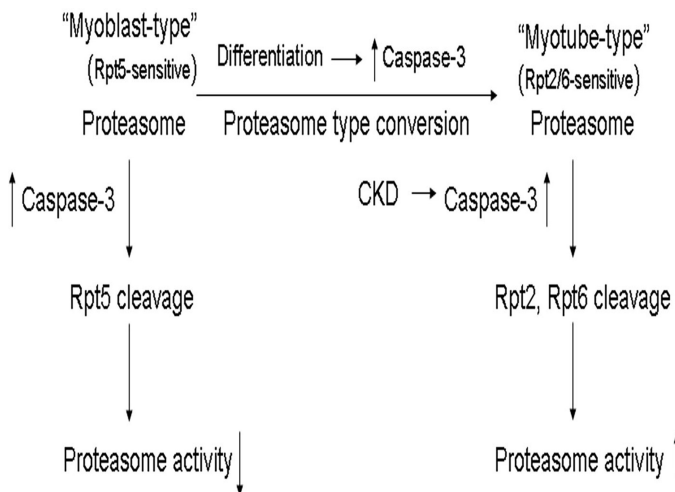 "Myoblast-type"
(Rpt5-sensitive)
Proteasome
Differentiation → ↑ Caspase-3
Proteasome type conversion
"Myotube-type"
(Rpt2/6-sensitive)
Proteasome
↑ Caspase-3
CKD → Caspase-3 ↑
Rpt5 cleavage
Rpt2, Rpt6 cleavage
Proteasome activity ↓
Proteasome activity ↑